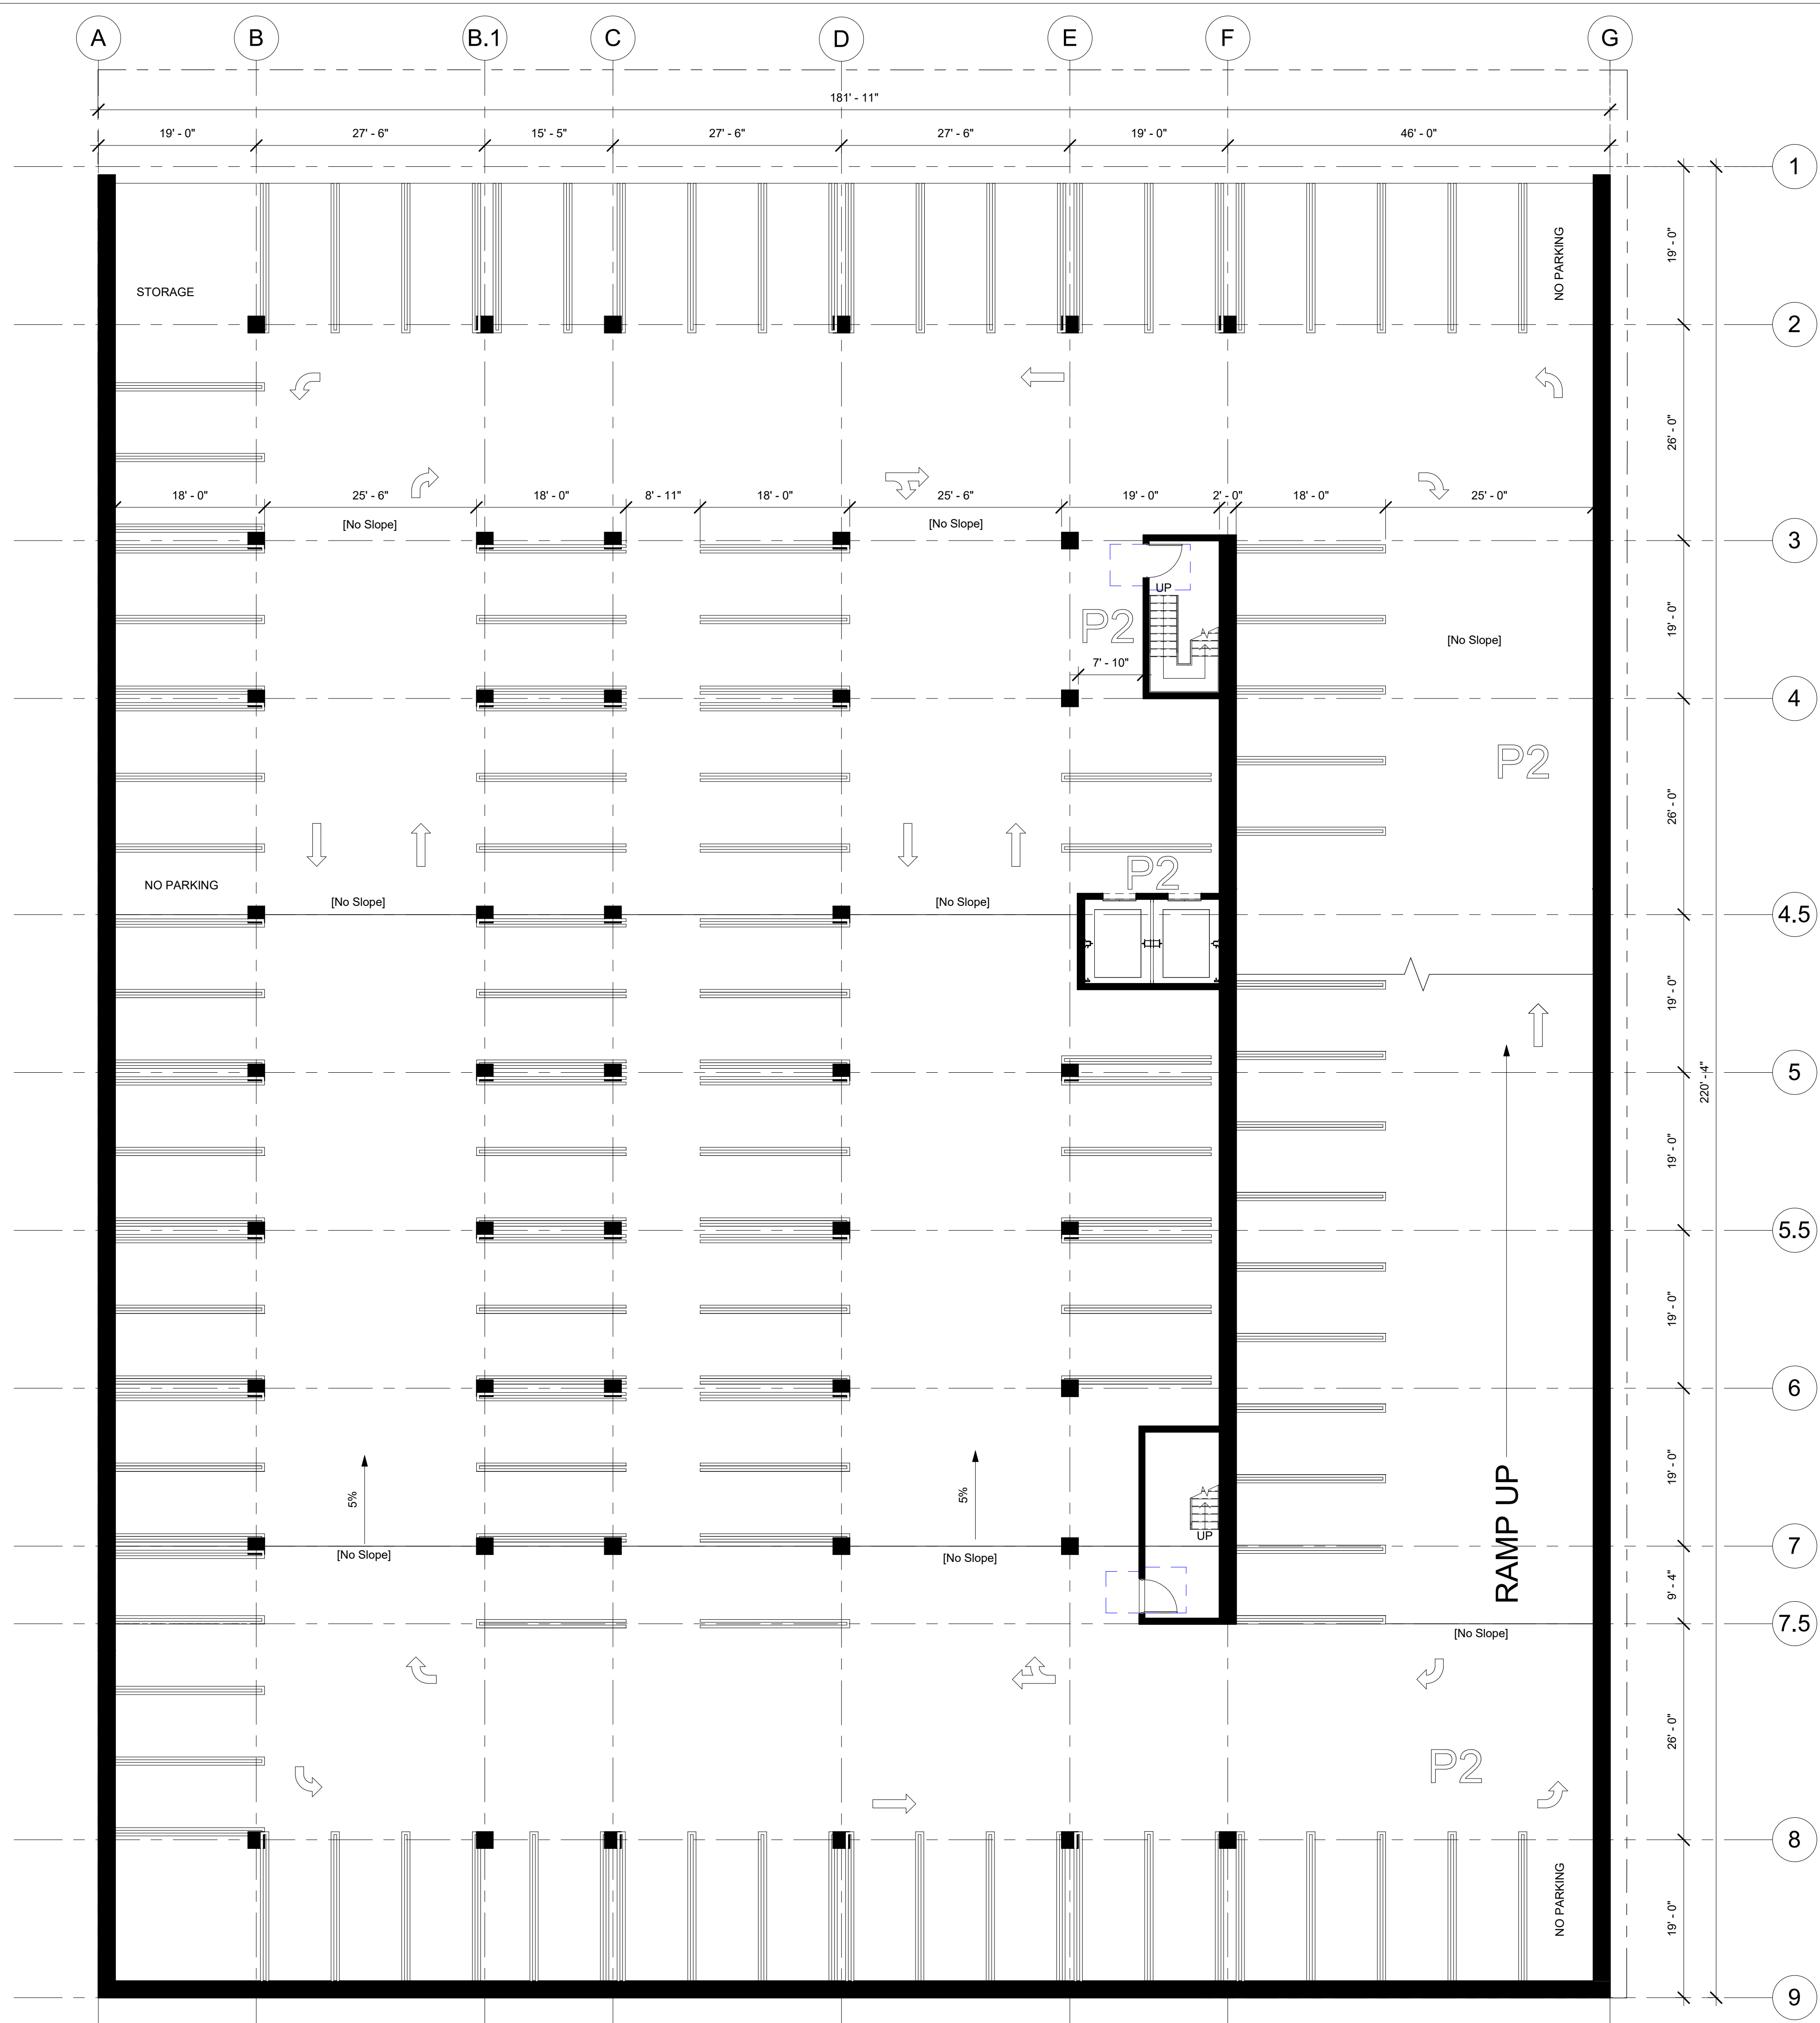 A B B.1 C D E F G
181' - 11"
19' - 0" 27' - 6" 15' - 5" 27' - 6" 27' - 6" 19' - 0" 46' - 0"
1
19' - 0"
NO PARKING
STORAGE
2
26' - 0"
18' - 0" 25' - 6" 18' - 0" 8' - 11" 18' - 0" 25' - 6" 19' - 0" 2' - 0" 18' - 0" 25' - 0"
[No Slope] [No Slope]
3
UP
19' - 0"
P2
[No Slope]
7' - 10"
4
P2
26' - 0"
P2
NO PARKING
[No Slope] [No Slope]
4.5
19' - 0"
5
220' - 4"
19' - 0"
5.5
19' - 0"
6
19' - 0"
5% 5%
UP
RAMP UP
7
[No Slope] [No Slope]
9' - 4"
7.5
[No Slope]
26' - 0"
P2
8
NO PARKING
19' - 0"
9